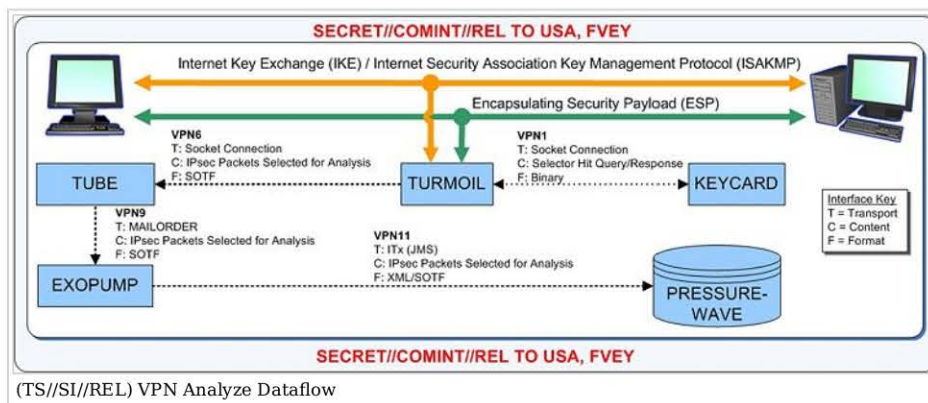 SECRET//COMINT//REL TO USA, FVEY
Internet Key Exchange (IKE) / Internet Security Association Key Management Protocol (ISAKMP)
Encapsulating Security Payload (ESP)
VPN6
T: Socket Connection
C: IPsec Packets Selected for Analysis
F: SOTF
VPN1
T: Socket Connection
C: Selector Hit Query/Response
F: Binary
TUBE
TURMOIL
KEYCARD
Interface Key
T = Transport
C = Content
F = Format
VPN9
T: MAILORDER
C: IPsec Packets Selected for Analysis
F: SOTF
VPN11
T: ITx (JMS)
C: IPsec Packets Selected for Analysis
F: XML/SOTF
EXOPUMP
PRESSURE-
WAVE
SECRET//COMINT//REL TO USA, FVEY
(TS//SI//REL) VPN Analyze Dataflow